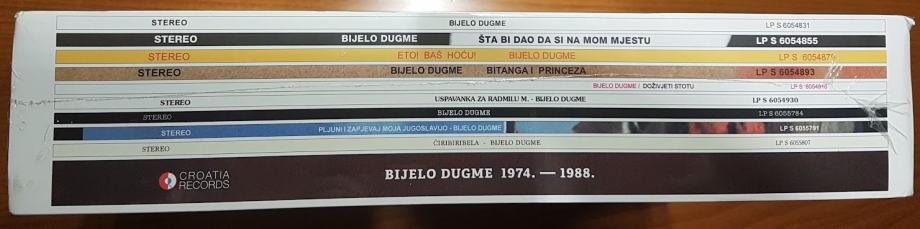 STEREO BIJELO DUGME LP S 6054831
STEREO BIJELO DUGME ŠTA BI DAO DA SI NA MOM MJESTU LP S 6054855
STEREO ETO! BAŠ HOĆU! BIJELO DUGME LP S 605487
STEREO BIJELO DUGME BITANGA I PRINCEZA LP S 6054893
BIJELO DUGME / DOŽIVJETI STOTU LP S
STEREO USPAVANKA ZA RADMILU M. - BIJELO DUGME LP S 6054930
STEREO BIJELO DUGME LP S 6055784
STEREO PLJUNI I ZAPJEVAJ MOJA JUGOSLAVIJO - BIJELO DUGME LP S 6055791
STEREO ĆIRIBIRIBELA - BIJELO DUGME LP S 6055807
CROATIA RECORDS BIJELO DUGME 1974. — 1988.